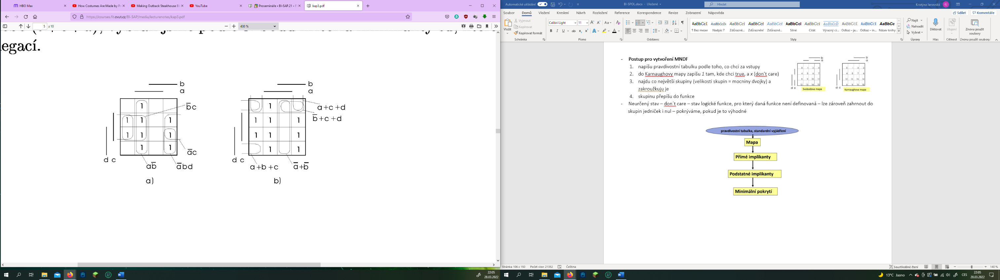 HBO Max
How Costumes Are Made by Pr
Making Outback Steakhouse Blo
YouTube
Prosemináře • BI-SAP.21 • F
kap3.pdf
https://courses.fit.cvut.cz/BI-SAP/media/lecturenotes/kap3.pdf
5 z 10
430 %
egací.
b
a
1
b̅c
1 1 1
1 1 1
1 1
d c
a̅c
ab̅
a̅bd
a)
b
a
1
a+c+d
b̅+c+d
1 1 1
1 1 1
1 1
d c
a+b+c
a̅+b̅
b)
22:05
28.03.2022
Automatické ukládání
BI-SPOL.docx - Uloženė
Hledat
Kristýna Janovská
KJ
Soubor Domů Vložení Kreslení Návrh Rozložení Reference Korespondence Revize Zobrazení Nápověda
Sdílet Komentáře
Vložit
Vyjmout
Kopírovat
Kopírovat formát
Schránka
Calibri Light 11
Písmo
Odstavec
AaBbCcI AaBbCcDc AaBbCcI AaBbCcI AaBbCcI AaBbCcI AaBbCcI AaBbCcD AaBbCcI AaBbCcI AaBbCc
¶ Bez mezer Nadpis 7 Zdůrazně... Zdůraznění Zdůrazně... Silné Citát Výrazný ci... Odkaz – je... Odkaz – in... Název knihy
Styly
Najít
Nahradit
Vybrat
Úpravy
Diktovat
Hlas
Utajení
Citlivost
Znovu použít soubory
Znovu použít soubory
- Postup pro vytvoření MNDF
1. napíšu pravdivostní tabulku podle toho, co chci za vstupy
2. do Karnaughovy mapy zapíšu 1 tam, kde chci true, a x (don't care)
3. najdu co největší skupiny (velikosti skupin = mocniny dvojky) a
zakroužkuju je
4. skupinu přepíšu do funkce
b
a
0 1 2 3
4 5 6 7
8 9 10 11
12 13 14 15
d c
Svobodova mapa
b
a
0 1 3 2
4 5 7 6
12 13 15 14
8 9 11 10
d c
Karnaughova mapa
- Neurčený stav – don´t care – stav logické funkce, pro který daná funkce není definovaná – lze zároveň zahrnout do
skupin jedniček i nul – pokrýváme, pokud je to výhodné
pravdivostní tabulka, standardní vyjádření
Mapa
Přímé implikanty
Podstatné implikanty
Minimální pokrytí
Stránka 106 z 150 Počet slov: 21352 Čeština
Soustředěné čtení
140 %
13°C Jasno
CES
22:05
28.03.2022